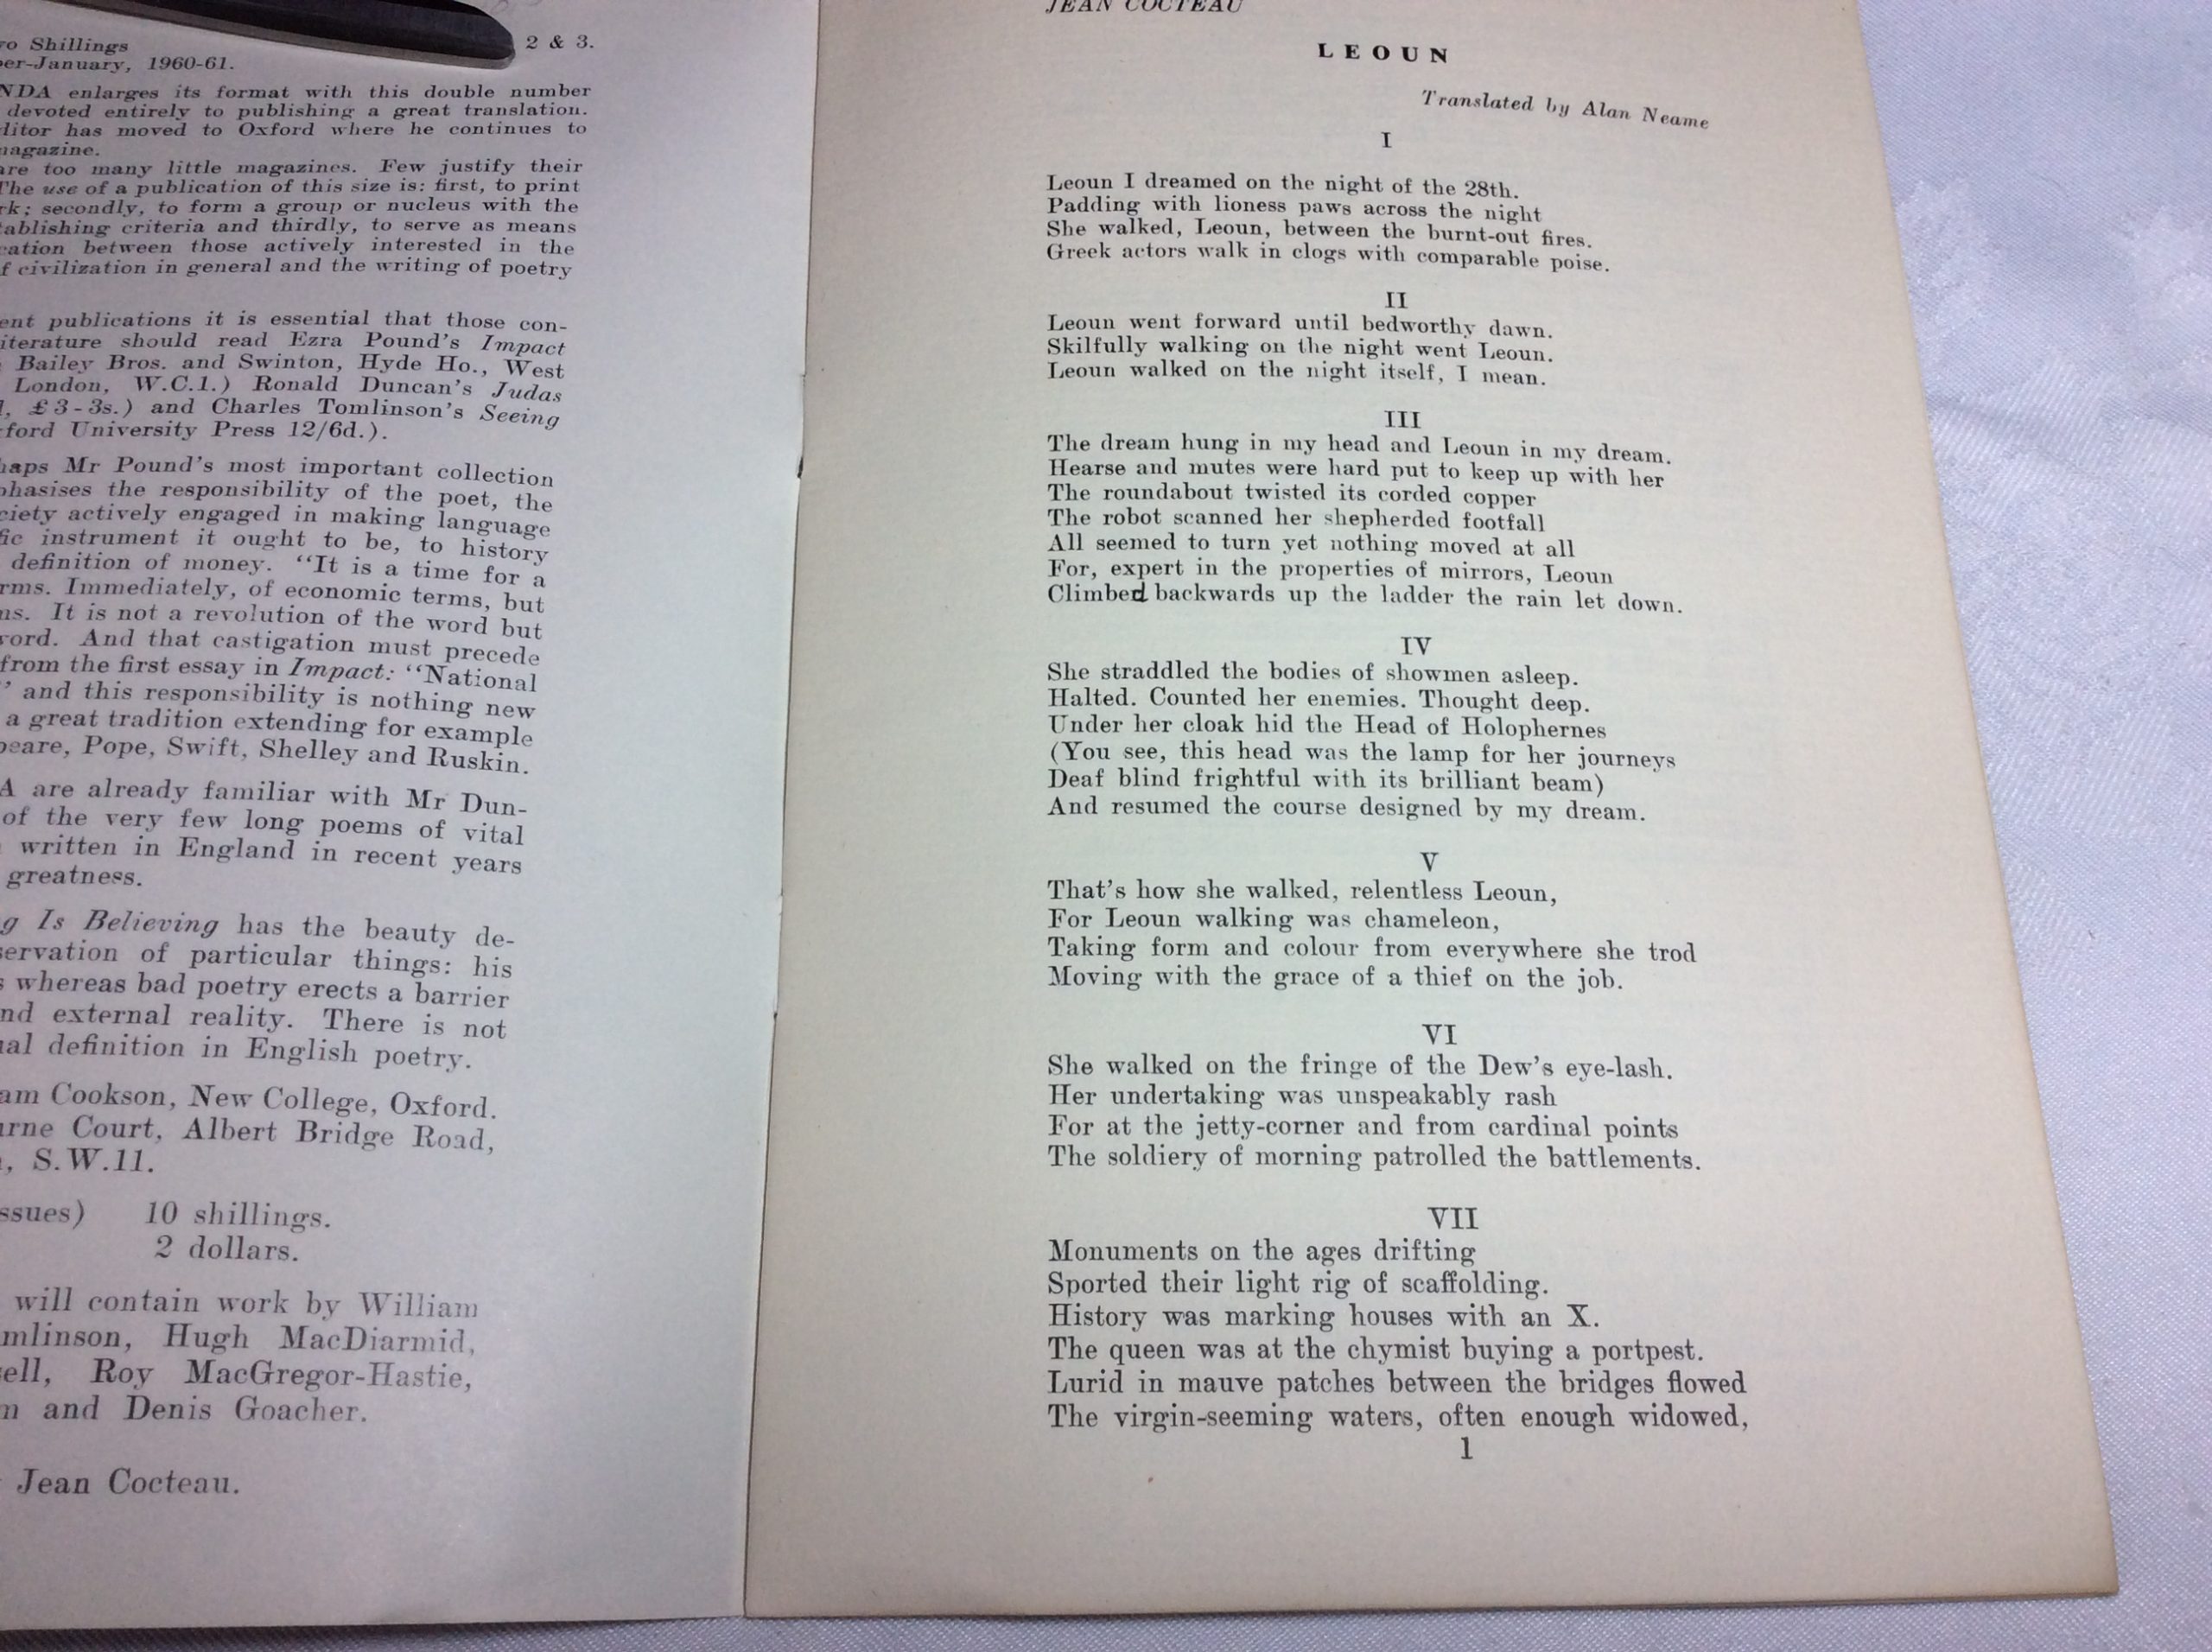 2 & 3.
Shillings
January, 1960-61.
enlarges its format with this double number
devoted entirely to publishing a great translation.
has moved to Oxford where he continues to
are too many little magazines. Few justify their
The use of a publication of this size is: first, to print
secondly, to form a group or nucleus with the
criteria and thirdly, to serve as means
between those actively interested in the
civilization in general and the writing of poetry
publications it is essential that those con-
should read Ezra Pound's Impact
Bailey Bros. and Swinton, Hyde Ho., West
London, W.C.1.) Ronald Duncan's Judas
£3-3s.) and Charles Tomlinson's Seeing
University Press 12/6d.).
Mr Pound's most important collection
the responsibility of the poet, the
actively engaged in making language
instrument it ought to be, to history
definition of money. "It is a time for a
Immediately, of economic terms, but
It is not a revolution of the word but
And that castigation must precede
from the first essay in Impact: "National
" and this responsibility is nothing new
a great tradition extending for example
Pope, Swift, Shelley and Ruskin.
are already familiar with Mr Dun-
of the very few long poems of vital
written in England in recent years
greatness.
Is Believing has the beauty de-
of particular things: his
whereas bad poetry erects a barrier
external reality. There is not
definition in English poetry.
Cookson, New College, Oxford.
Court, Albert Bridge Road,
S.W.11.
10 shillings.
2 dollars.
will contain work by William
Hugh MacDiarmid,
Roy MacGregor-Hastie,
and Denis Goacher.
Jean Cocteau.
JEAN COCTEAU
LEOUN
Translated by Alan Neame
I
Leoun I dreamed on the night of the 28th.
Padding with lioness paws across the night
She walked, Leoun, between the burnt-out fires.
Greek actors walk in clogs with comparable poise.
II
Leoun went forward until bedworthy dawn.
Skilfully walking on the night went Leoun.
Leoun walked on the night itself, I mean.
III
The dream hung in my head and Leoun in my dream.
Hearse and mutes were hard put to keep up with her
The roundabout twisted its corded copper
The robot scanned her shepherded footfall
All seemed to turn yet nothing moved at all
For, expert in the properties of mirrors, Leoun
Climbed backwards up the ladder the rain let down.
IV
She straddled the bodies of showmen asleep.
Halted. Counted her enemies. Thought deep.
Under her cloak hid the Head of Holophernes
(You see, this head was the lamp for her journeys
Deaf blind frightful with its brilliant beam)
And resumed the course designed by my dream.
V
That's how she walked, relentless Leoun,
For Leoun walking was chameleon,
Taking form and colour from everywhere she trod
Moving with the grace of a thief on the job.
VI
She walked on the fringe of the Dew's eye-lash.
Her undertaking was unspeakably rash
For at the jetty-corner and from cardinal points
The soldiery of morning patrolled the battlements.
VII
Monuments on the ages drifting
Sported their light rig of scaffolding.
History was marking houses with an X.
The queen was at the chymist buying a portpest.
Lurid in mauve patches between the bridges flowed
The virgin-seeming waters, often enough widowed,
1